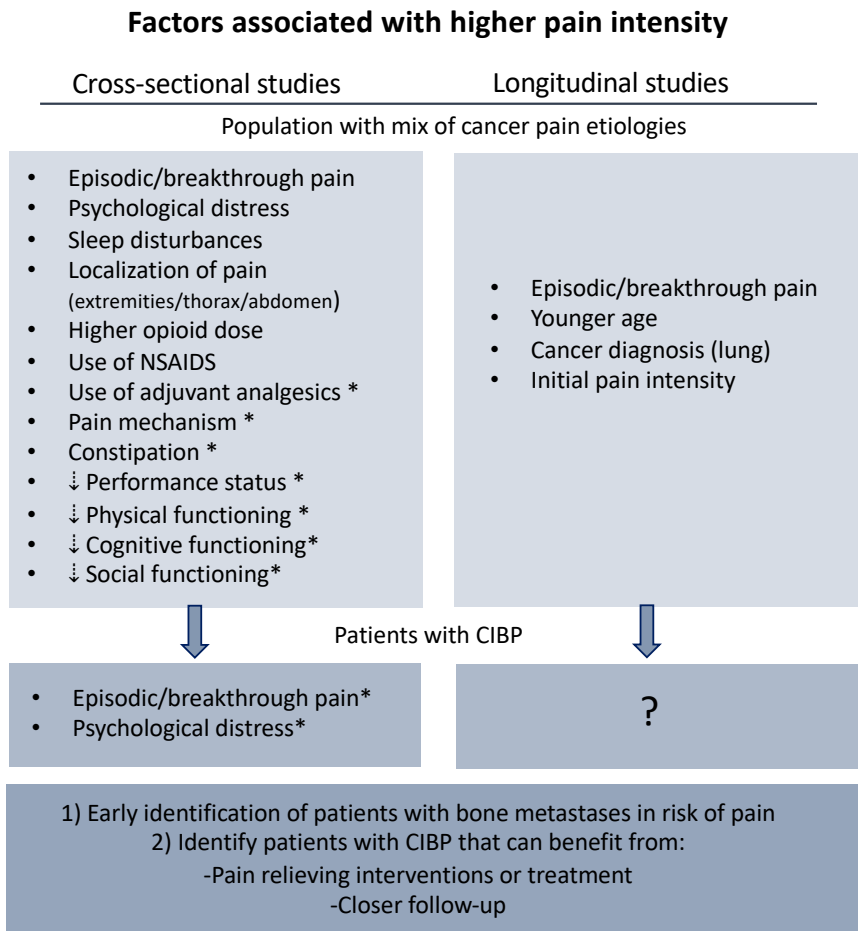 Factors associated with higher pain intensity
Cross-sectional studies
Longitudinal studies
Population with mix of cancer pain etiologies
• Episodic/breakthrough pain
• Psychological distress
• Sleep disturbances
• Localization of pain
(extremities/thorax/abdomen)
• Higher opioid dose
• Use of NSAIDS
• Use of adjuvant analgesics *
• Pain mechanism *
• Constipation *
• ⇣ Performance status *
• ⇣ Physical functioning *
• ⇣ Cognitive functioning*
• ⇣ Social functioning*
• Episodic/breakthrough pain
• Younger age
• Cancer diagnosis (lung)
• Initial pain intensity
Patients with CIBP
• Episodic/breakthrough pain*
• Psychological distress*
?
1) Early identification of patients with bone metastases in risk of pain
2) Identify patients with CIBP that can benefit from:
-Pain relieving interventions or treatment
-Closer follow-up